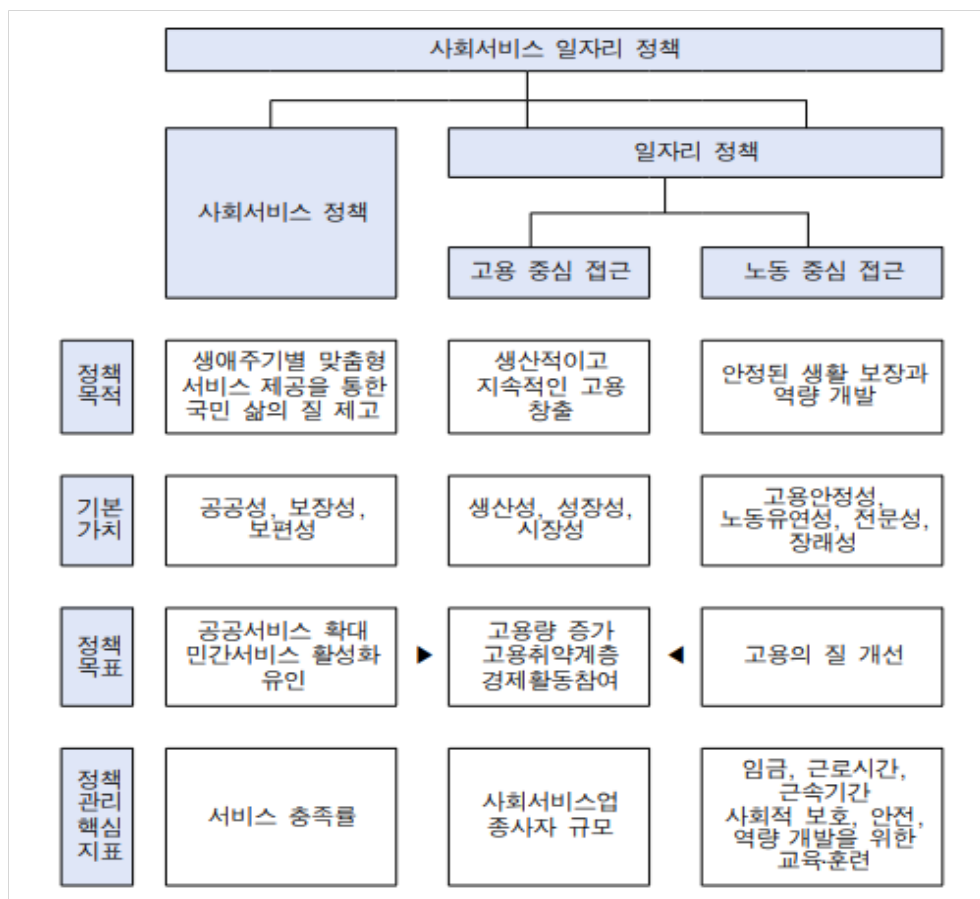 사회서비스 일자리 정책
사회서비스 정책
일자리 정책
고용 중심 접근
노동 중심 접근
정책
목적
생애주기별 맞춤형
서비스 제공을 통한
국민 삶의 질 제고
생산적이고
지속적인 고용
창출
안정된 생활 보장과
역량 개발
기본
가치
공공성, 보장성,
보편성
생산성, 성장성,
시장성
고용안정성,
노동유연성, 전문성,
장래성
정책
목표
공공서비스 확대
민간서비스 활성화
유인
▶
고용량 증가
고용취약계층
경제활동참여
◀
고용의 질 개선
정책
관리
핵심
지표
서비스 충족률
사회서비스업
종사자 규모
임금, 근로시간,
근속기간
사회적 보호, 안전,
역량 개발을 위한
교육·훈련